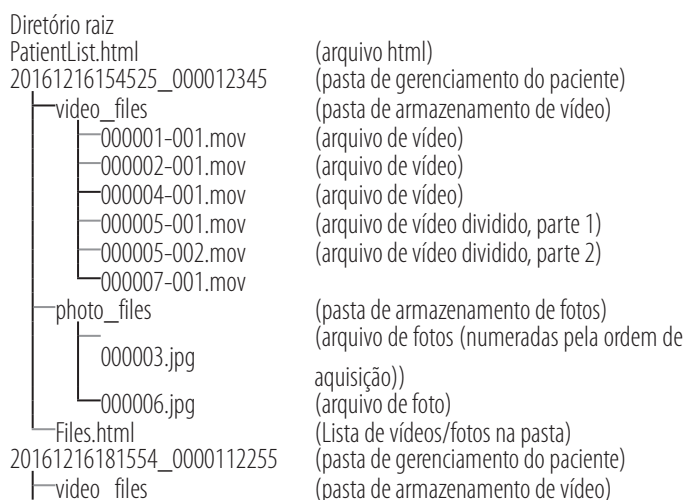 Diretório raiz
PatientList.html (arquivo html)
20161216154525_000012345 (pasta de gerenciamento do paciente)
video_files (pasta de armazenamento de vídeo)
000001-001.mov (arquivo de vídeo)
000002-001.mov (arquivo de vídeo)
000004-001.mov (arquivo de vídeo)
000005-001.mov (arquivo de vídeo dividido, parte 1)
000005-002.mov (arquivo de vídeo dividido, parte 2)
000007-001.mov
photo_files (pasta de armazenamento de fotos)
(arquivo de fotos (numeradas pela ordem de
000003.jpg
aquisição))
000006.jpg (arquivo de foto)
Files.html (Lista de vídeos/fotos na pasta)
20161216181554_0000112255 (pasta de gerenciamento do paciente)
video_files (pasta de armazenamento de vídeo)